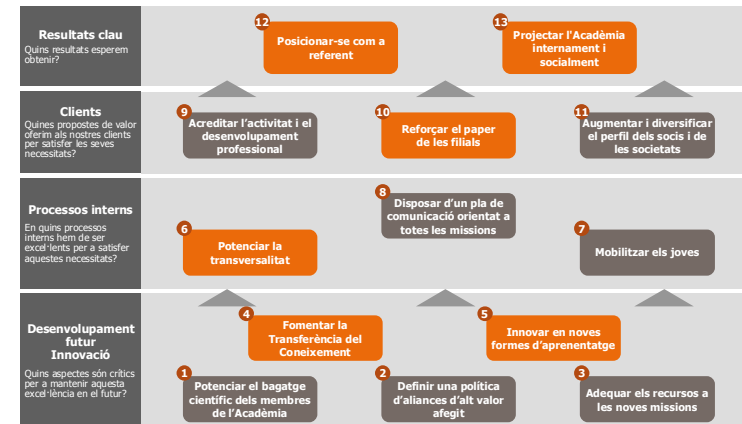 Resultats clau
Quins resultats esperem
obtenir?
12
Posicionar-se com a
referent
13
Projectar l'Acadèmia
internament i
socialment
Clients
Quines propostes de valor
oferim als nostres clients
per satisfer les seves
necessitats?
9
Acreditar l’activitat i el
desenvolupament
professional
10
Reforçar el paper
de les filials
11
Augmentar i diversificar
el perfil dels socis i de
les societats
Processos interns
En quins processos
interns hem de ser
excel·lents per a satisfer
aquestes necessitats?
6
Potenciar la
transversalitat
8
Disposar d’un pla de
comunicació orientat a
totes les missions
7
Mobilitzar els joves
Desenvolupament
futur
Innovació
Quins aspectes són crítics
per a mantenir aquesta
excel·lència en el futur?
4
Fomentar la
Transferència del
Coneixement
5
Innovar en noves
formes d’aprenentatge
1
Potenciar el bagatge
científic dels membres
de l’Acadèmia
2
Definir una política
d’aliances d’alt valor
afegit
3
Adequar els recursos a
les noves missions